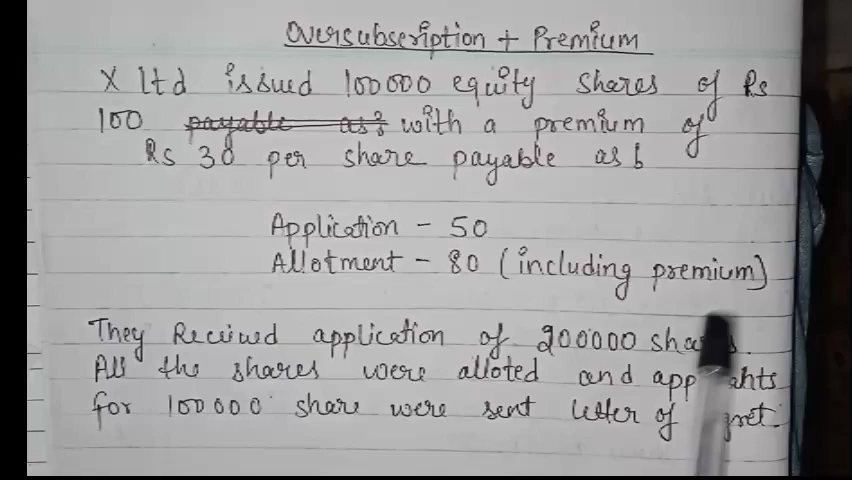 Oversubscription + Premium
X ltd issued 100000 equity shares of Rs
100 payable as: with a premium of
Rs 30 per share payable as
Application - 50
Allotment - 80 (including premium)
They Received application of 200000
All the shares were alloted and
for 100000 share were sent letter of